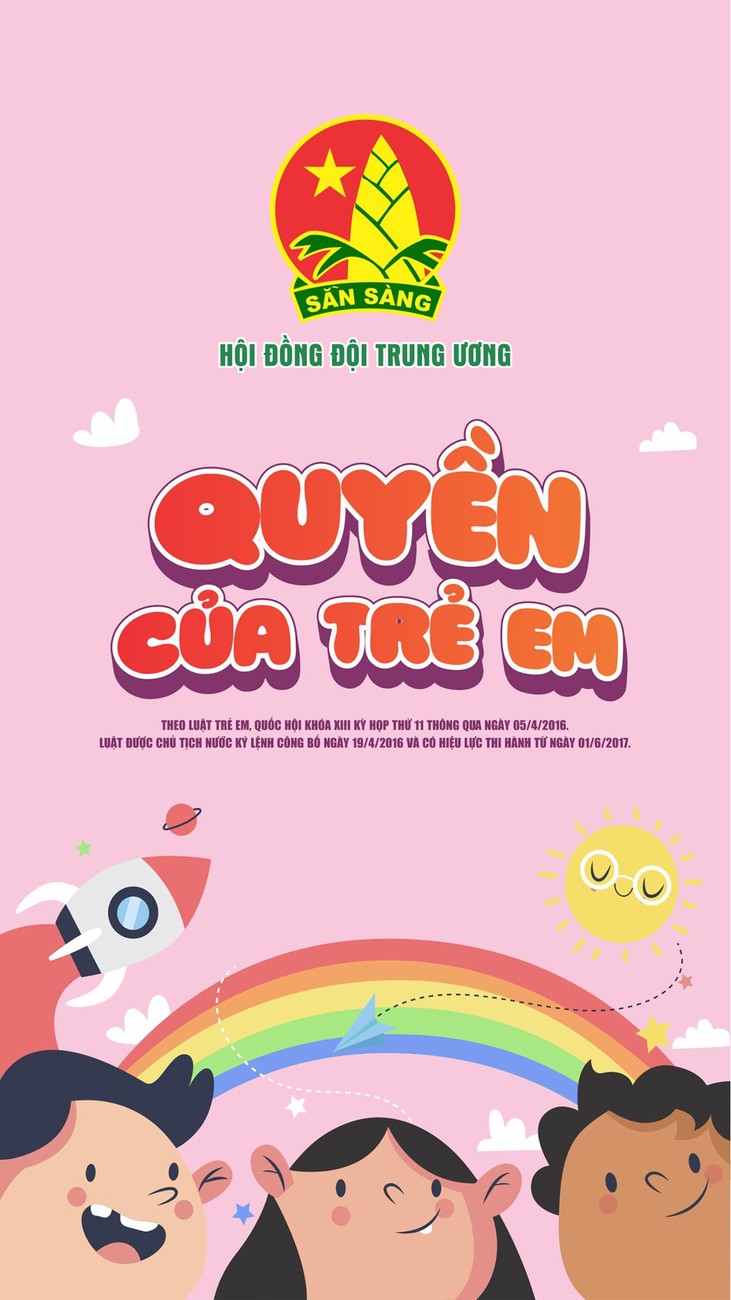 SẴN SÀNG
HỘI ĐỒNG ĐỘI TRUNG ƯƠNG
QUYỀN
CỦA TRẺ EM
THEO LUẬT TRẺ EM, QUỐC HỘI KHÓA XIII KỲ HỌP THỨ 11 THÔNG QUA NGÀY 05/4/2016.
LUẬT ĐƯỢC CHỦ TỊCH NƯỚC KÝ LỆNH CÔNG BỐ NGÀY 19/4/2016 VÀ CÓ HIỆU LỰC THI HÀNH TỪ NGÀY 01/6/2017.